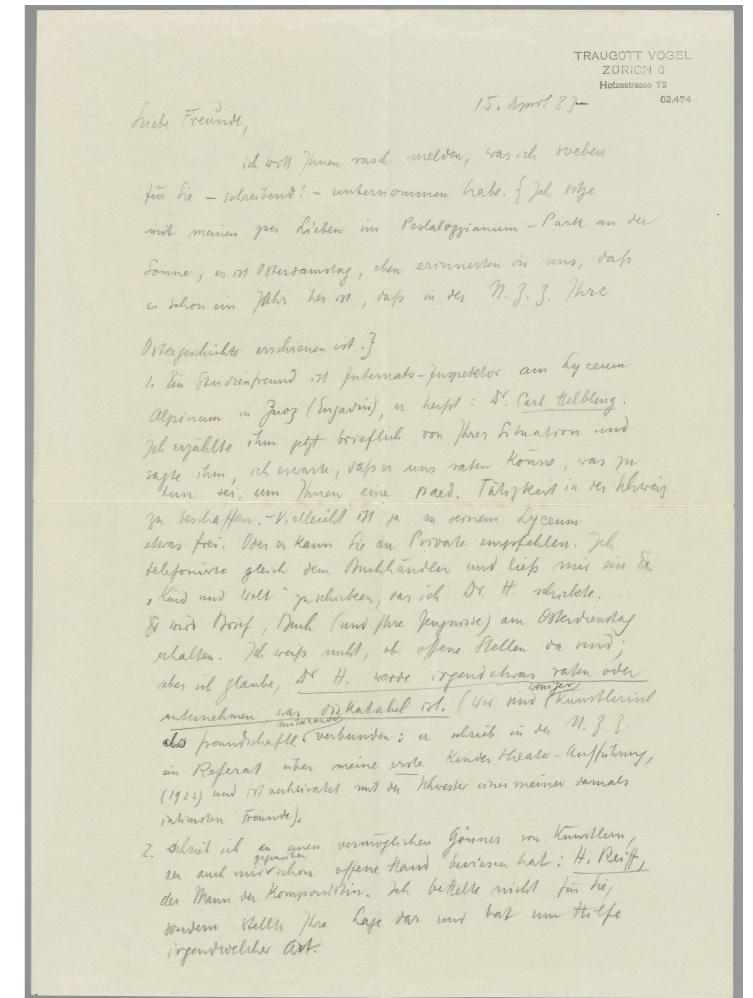 TRAUGOTT VOGEL
ZÜRICH 6
Hotzestrasse 72
62.474
15. April 33
Liebe Freunde,
ich will Ihnen rasch melden, was ich soeben
für Sie – schreibend! – unternommen habe. { Ich sitze
mit meinen zwei Lieben im Pestalozzianum-Park an der
Sonne, es ist Ostersamstag, eben erinnerten wir uns, daß
es schon ein Jahr her ist, daß in der N.Z.Z. Ihre
Ostergeschichte erschienen ist. }
1. Ein Studienfreund ist Internats-Inspektor am Lyceum
Alpinum in Zuoz (Engadin), er heißt: Dr. Carl Helbling.
Ich erzählte ihm jetzt brieflich von Ihrer Situation und
sagte ihm, ich erwarte, daß er uns raten könne, was zu
tun sei, um Ihnen eine paed. Tätigkeit in der Schweiz
zu beschaffen. – Vielleicht ist ja an seinem Lyceum
etwas frei. Oder er kann Sie an Private empfehlen. Ich
telefonierte gleich dem Buchhändler und ließ mir ein Ex
„Kind und Welt" zuschicken, das ich Dr. H. schickte.
Er wird Brief, Buch (und Ihre Zeugnisse) am Osterdienstag
erhalten. Ich weiß nicht, ob offene Stellen da sind;
aber ich glaube, Dr H. werde irgendetwas raten oder
unternehmen, was diskutabel ist. (Wir sind weniger künstlerisch
als freundschaftl. miteinander verbunden: er schrieb in der N.Z.Z.
ein Referat über meine erste Kindertheater-Aufführung,
(1922) und ist verheiratet mit der Schwester eines meiner damals
intimsten Freunde).
2. schrieb ich an einen vermöglichen Gönner von Künstlern,
der auch mir gegenüber schon offene Hand bewiesen hat: H. Reiff,
der Mann der Komponistin. Ich bettelte nicht für Sie,
sondern stellte Ihre Lage dar und bat um Hilfe
irgendwelcher Art.